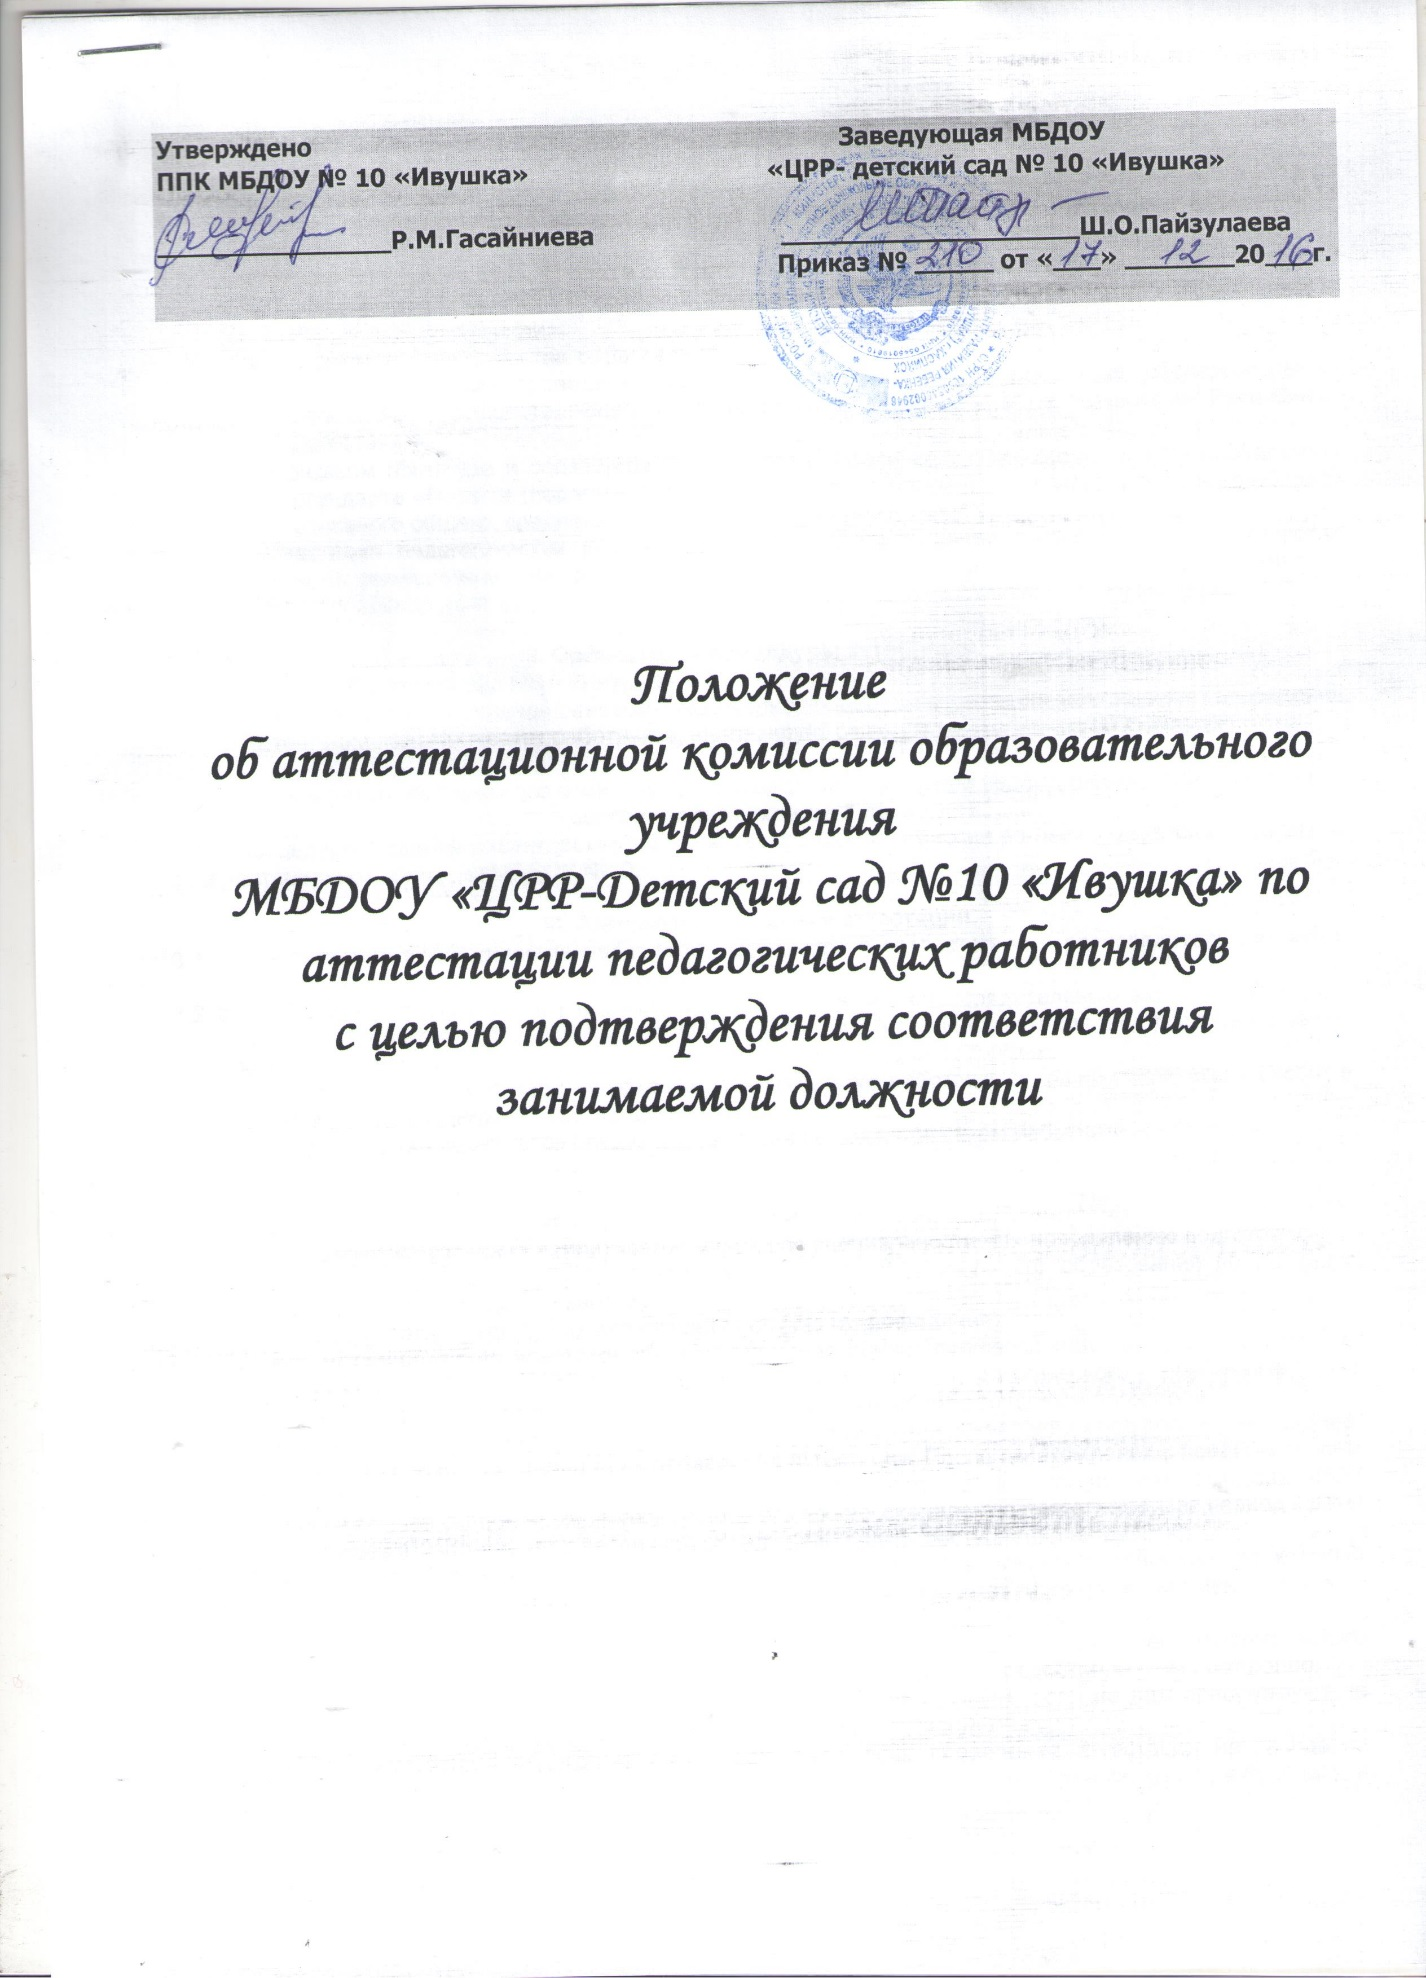 Утверждено
ППК МБДОУ № 10 «Ивушка»
_________________Р.М.Гасайниева
Заведующая МБДОУ
«ЦРР- детский сад № 10 «Ивушка»
________________________Ш.О.Пайзулаева
Приказ № 210 от «17» 12 2016г.
Положение
об аттестационной комиссии образовательного
учреждения
МБДОУ «ЦРР-Детский сад №10 «Ивушка» по
аттестации педагогических работников
с целью подтверждения соответствия
занимаемой должности